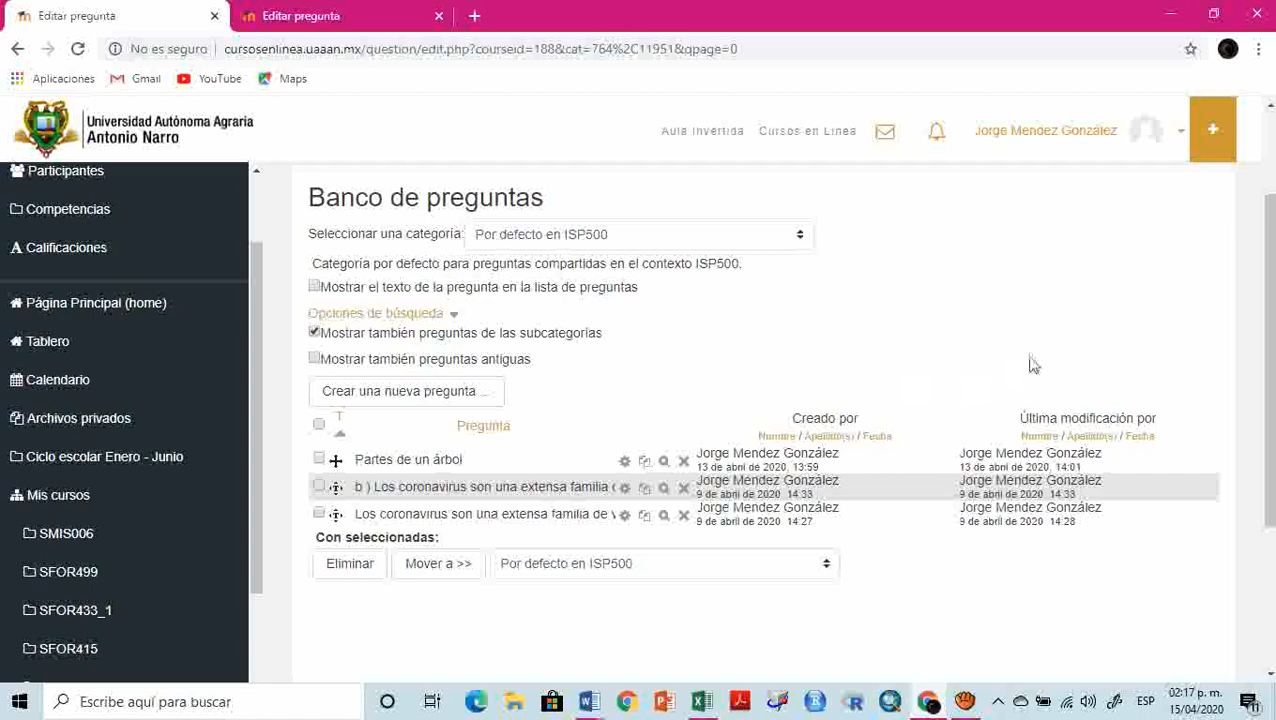 Editar pregunta
Editar pregunta
No es seguro
cursosenlinea.uaaan.mx/question/edit.php?courseid=188&cat=764%2C11951&qpage=0
Aplicaciones
Gmail
YouTube
Maps
Universidad Autónoma Agraria
Antonio Narro
Aula Invertida
Cursos en Linea
Jorge Mendez González
Participantes
Competencias
Calificaciones
Página Principal (home)
Tablero
Calendario
Archivos privados
Ciclo escolar Enero - Junio
Mis cursos
SMIS006
SFOR499
SFOR433_1
SFOR415
Banco de preguntas
Seleccionar una categoría:
Por defecto en ISP500
Categoría por defecto para preguntas compartidas en el contexto ISP500.
Mostrar el texto de la pregunta en la lista de preguntas
Opciones de búsqueda
Mostrar también preguntas de las subcategorías
Mostrar también preguntas antiguas
Crear una nueva pregunta ...
T
Pregunta
Creado por
Nombre / Apellido(s) / Fecha
Última modificación por
Nombre / Apellido(s) / Fecha
Partes de un árbol
Jorge Mendez González
13 de abril de 2020, 13:59
Jorge Mendez González
13 de abril de 2020, 14:01
b ) Los coronavirus son una extensa familia
Jorge Mendez González
9 de abril de 2020 14:33
Jorge Mendez González
9 de abril de 2020 14:33
Los coronavirus son una extensa familia de
Jorge Mendez González
9 de abril de 2020 14:27
Jorge Mendez González
9 de abril de 2020 14:28
Con seleccionadas:
Eliminar
Mover a >>
Por defecto en ISP500
Escribe aquí para buscar
ESP
02:17 p. m.
15/04/2020